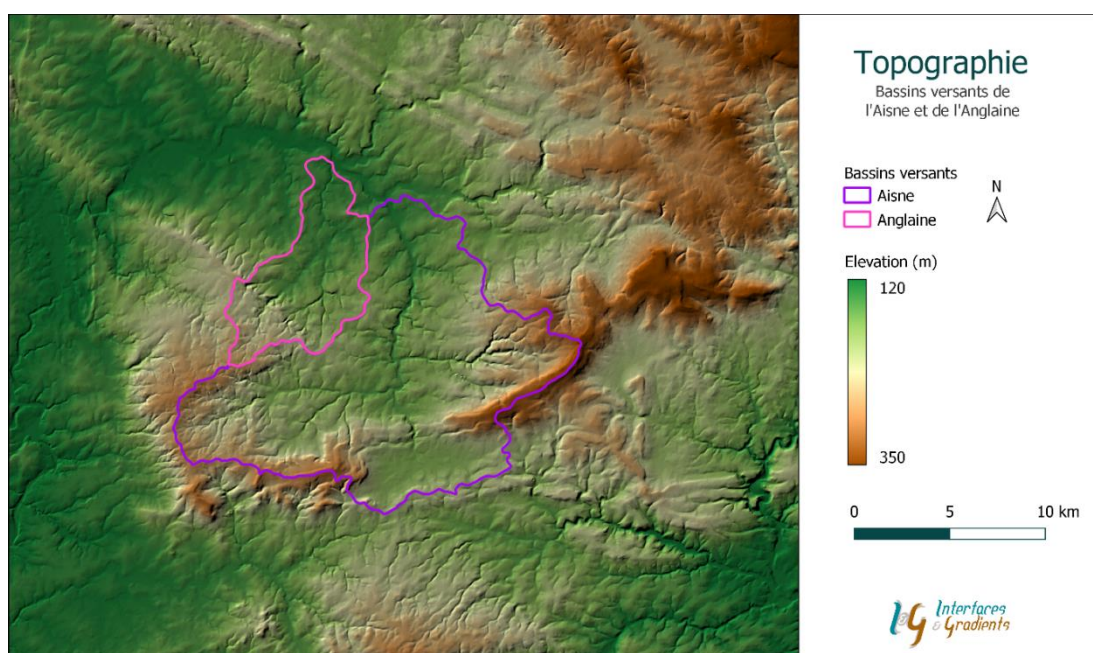 Topographie
Bassins versants de
l'Aisne et de l'Anglaine
Bassins versants
Aisne
Anglaine
N
Elevation (m)
120
350
0 5 10 km
Interfaces
& Gradients